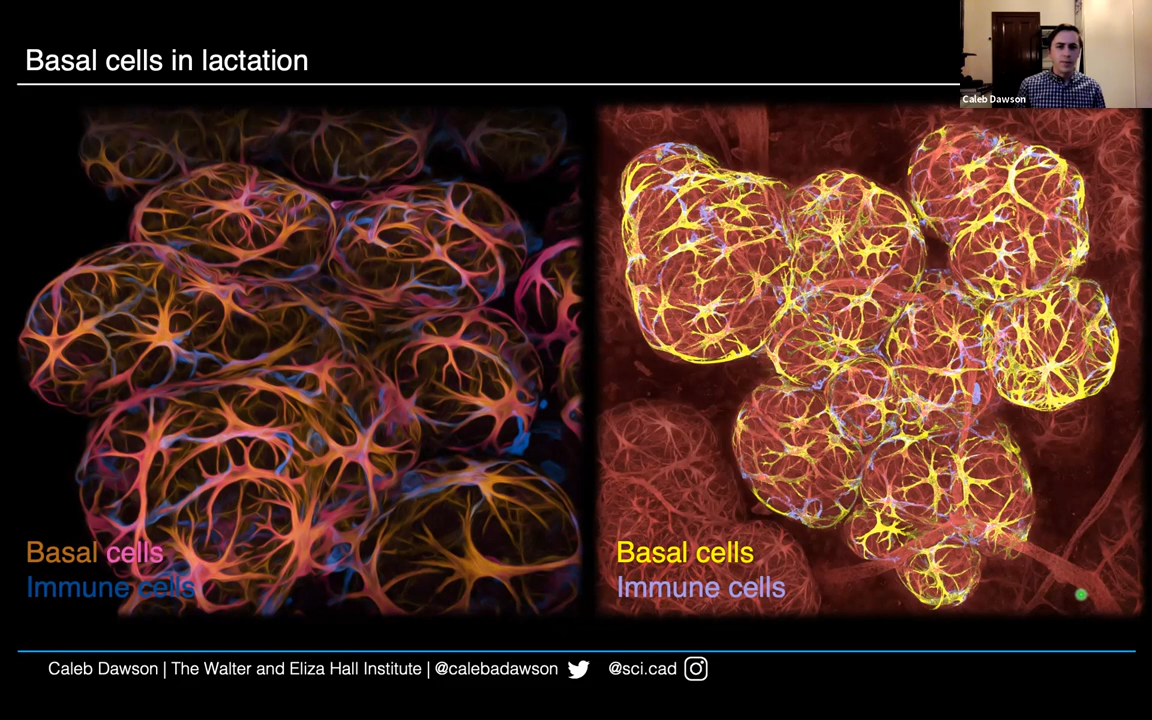 Basal cells in lactation
Caleb Dawson
Basal cells
Immune cells
Basal cells
Immune cells
Caleb Dawson | The Walter and Eliza Hall Institute | @calebadawson @sci.cad